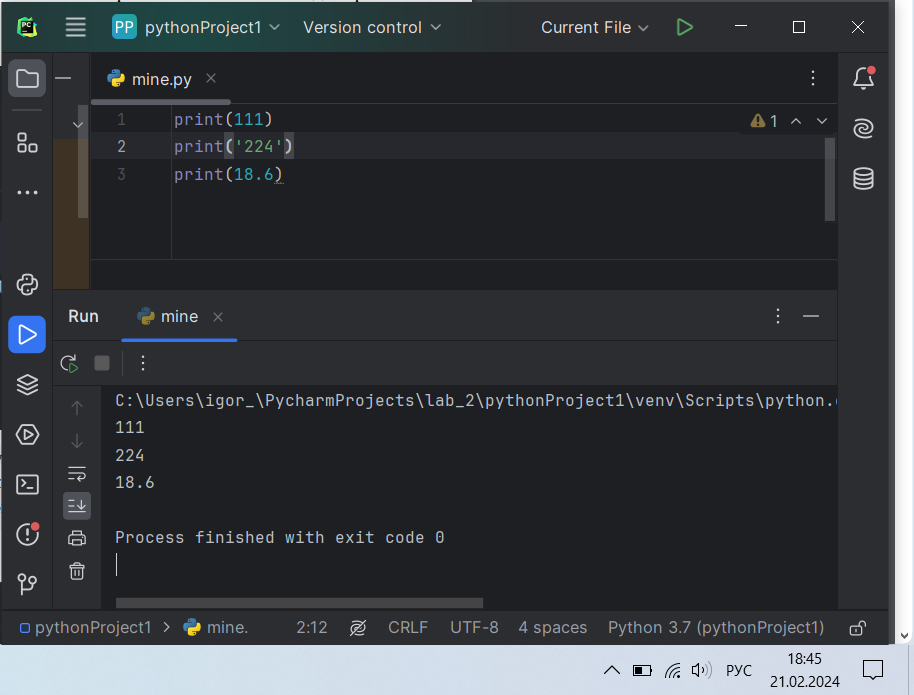 PC PP pythonProject1 Version control Current File
mine.py
1 print(111) 1
2 print('224')
3 print(18.6)
Run mine
C:\Users\igor_\PycharmProjects\lab_2\pythonProject1\venv\Scripts\python.
111
224
18.6
Process finished with exit code 0
pythonProject1 > mine. 2:12 CRLF UTF-8 4 spaces Python 3.7 (pythonProject1)
РУС 18:45
21.02.2024